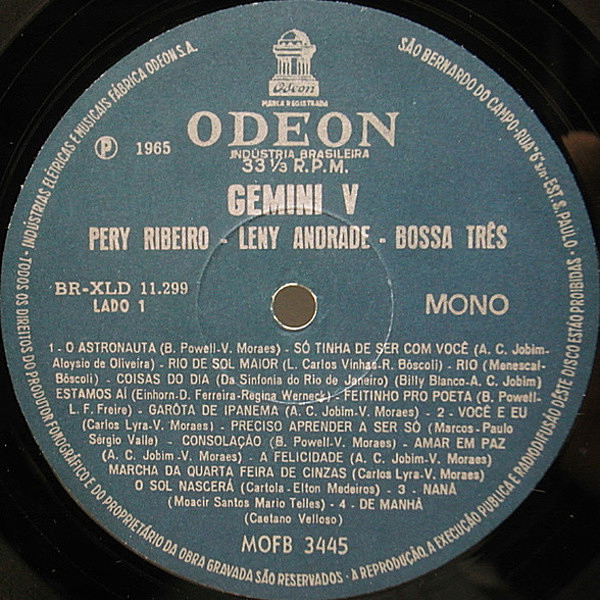 Odeon
MARCA REGISTRADA
ODEON
INDÚSTRIA BRASILEIRA
33 1/3 R.P.M.
Ⓟ 1965
GEMINI V
PERY RIBEIRO - LENY ANDRADE - BOSSA TRÊS
BR-XLD 11.299
LADO 1
MONO
1 - O ASTRONAUTA (B. Powell-V. Moraes) - SÓ TINHA DE SER COM VOCÊ (A. C. Jobim-
Aloysio de Oliveira) - RIO DE SOL MAIOR (L. Carlos Vinhas-R. Bôscoli) - RIO (Menescal-
Bôscoli) - COISAS DO DIA (Da Sinfonia do Rio de Janeiro) (Billy Blanco-A. C. Jobim)
ESTAMOS AÍ (Einhorn-D. Ferreira-Regina Werneck) - FEITINHO PRO POETA (B. Powell-
L. F. Freire) - GARÔTA DE IPANEMA (A. C. Jobim-V. Moraes) - 2 - VOCÊ E EU
(Carlos Lyra-V. Moraes) - PRECISO APRENDER A SER SÓ (Marcos-Paulo
Sérgio Valle) - CONSOLAÇÃO (B. Powell-V. Moraes) - AMAR EM PAZ
(A. C. Jobim-V. Moraes) - A FELICIDADE (A. C. Jobim-V. Moraes)
MARCHA DA QUARTA FEIRA DE CINZAS (Carlos Lyra-V. Moraes)
O SOL NASCERÁ (Cartola-Elton Medeiros) - 3 - NANÃ
(Moacir Santos Mario Telles) - 4 - DE MANHÃ
(Caetano Velloso)
MOFB 3445
TODOS OS DIREITOS DO PRODUTOR FONOGRÁFICO E DO PROPRIETÁRIO DA OBRA GRAVADA SÃO RESERVADOS · A REPRODUÇÃO, A EXECUÇÃO PUBLICA E RADIODIFUSÃO DÊSTE DISCO ESTÃO PROIBIDAS ·
INDÚSTRIAS ELÉTRICAS E MUSICAIS FÁBRICA ODEON S.A.
SÃO BERNARDO DO CAMPO-RUA "6" s/n-EST. S. PAULO